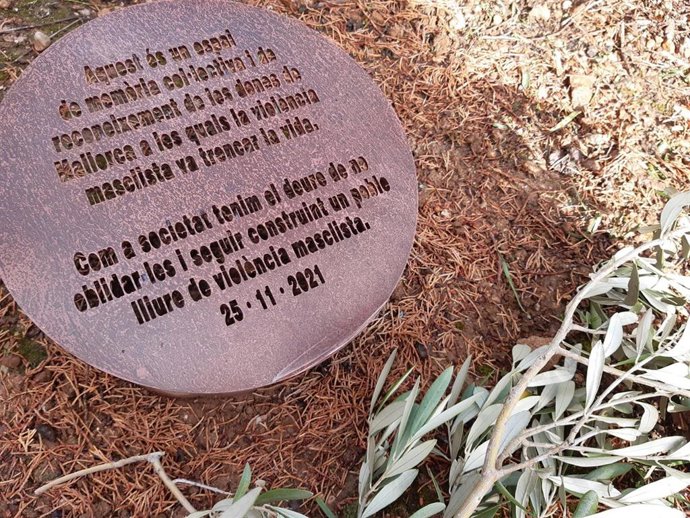 Aquest és un espai
de memòria col·lectiva i de
reconeixement de les dones de
Mallorca a les quals la violència
masclista va trencar la vida.
Com a societat tenim el deure de no
oblidar-les i seguir construint un poble
lliure de violència masclista.
25 · 11 · 2021